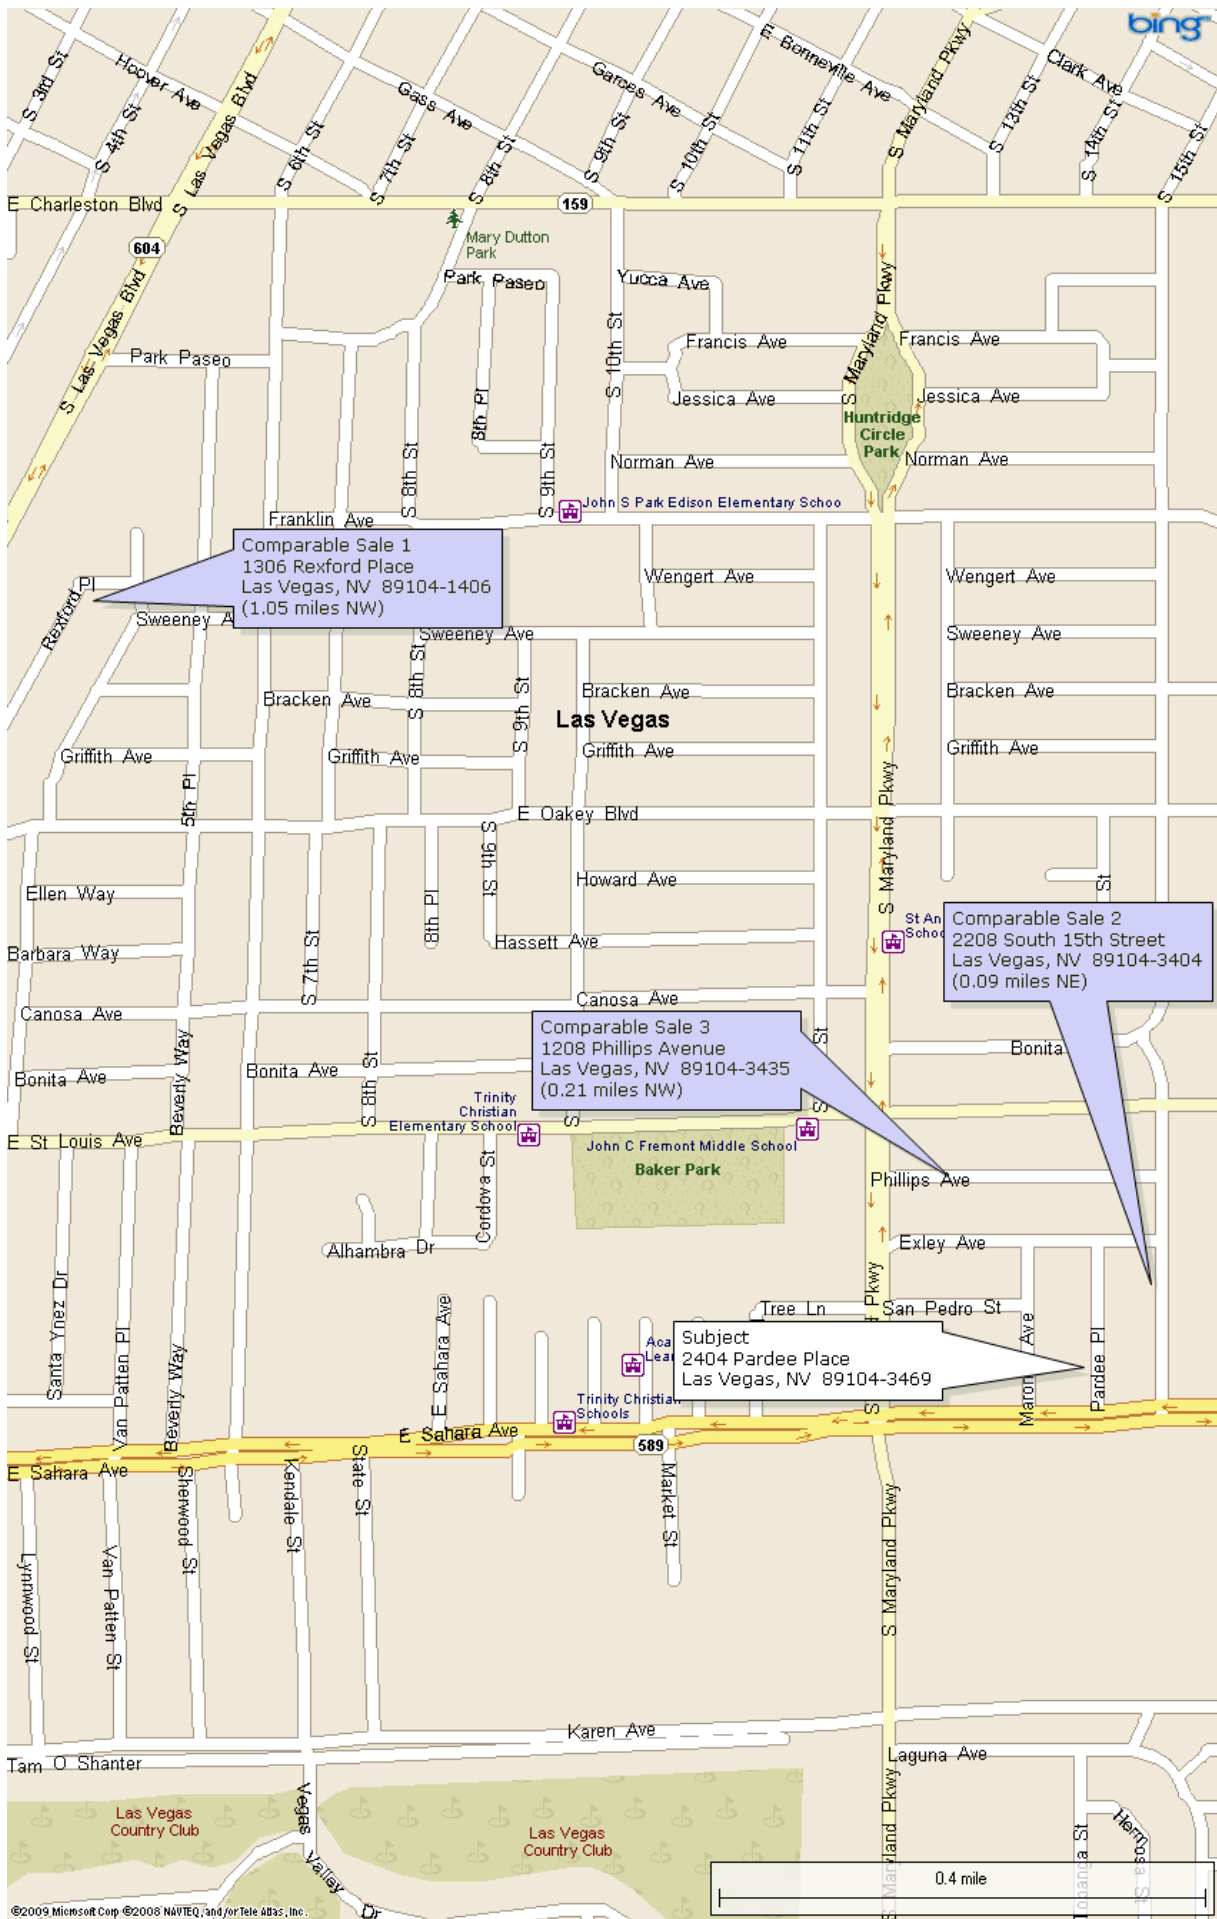 bing
S 3rd St
Hoover Ave
S 4th St
S Las Vegas Blvd
S 6th St
S 7th St
Gass Ave
S 8th St
Garces Ave
S 9th St
S 10th St
E Bonneville Ave
S 11th St
S Maryland Pkwy
S 13th St
Clark Ave
S 14th St
S 15th St
E Charleston Blvd
159
604
Mary Dutton
Park
Park Paseo
Yucca Ave
S Maryland Pkwy
S Las Vegas Blvd
Park Paseo
S 10th St
Francis Ave
Francis Ave
Jessica Ave
Jessica Ave
8th Pl
Huntridge
Circle
Park
S 8th St
S 9th St
Norman Ave
Norman Ave
John S Park Edison Elementary Schoo
Franklin Ave
Comparable Sale 1
1306 Rexford Place
Las Vegas, NV 89104-1406
(1.05 miles NW)
Rexford Pl
Wengert Ave
Wengert Ave
Sweeney A
Sweeney Ave
Sweeney Ave
S 8th St
S 9th St
Bracken Ave
Bracken Ave
Bracken Ave
Las Vegas
Griffith Ave
Griffith Ave
Griffith Ave
Griffith Ave
5th Pl
E Oakey Blvd
S Maryland Pkwy
S 9th St
Ellen Way
Howard Ave
St
8th Pl
Barbara Way
Hassett Ave
S 7th St
St An
Schoo
Comparable Sale 2
2208 South 15th Street
Las Vegas, NV 89104-3404
(0.09 miles NE)
Canosa Ave
Canosa Ave
Comparable Sale 3
1208 Phillips Avenue
Las Vegas, NV 89104-3435
(0.21 miles NW)
S St
Bonita
Bonita Ave
Bonita Ave
Beverly Way
S 8th St
S
Trinity
Christian
Elementary School
E St Louis Ave
John C Fremont Middle School
Baker Park
Phillips Ave
Cordova St
Alhambra Dr
Exley Ave
Santa Ynez Dr
Van Patten Pl
Beverly Way
E Sahara Ave
Tree Ln
S Pkwy
San Pedro St
Maron Ave
Pardee Pl
Aca
Lear
Subject
2404 Pardee Place
Las Vegas, NV 89104-3469
Trinity Christian
Schools
E Sahara Ave
589
E Sahara Ave
Sherwood St
Kendale St
State St
Market St
S Maryland Pkwy
Lynnwood St
Van Patten St
Karen Ave
Tam O Shanter
Laguna Ave
Las Vegas
Country Club
Las Vegas
Country Club
Vegas Valley Dr
S Maryland Pkwy
Hermosa St
0.4 mile
©2009 Microsoft Corp ©2008 NAVTEQ, and/or Tele Atlas, Inc.